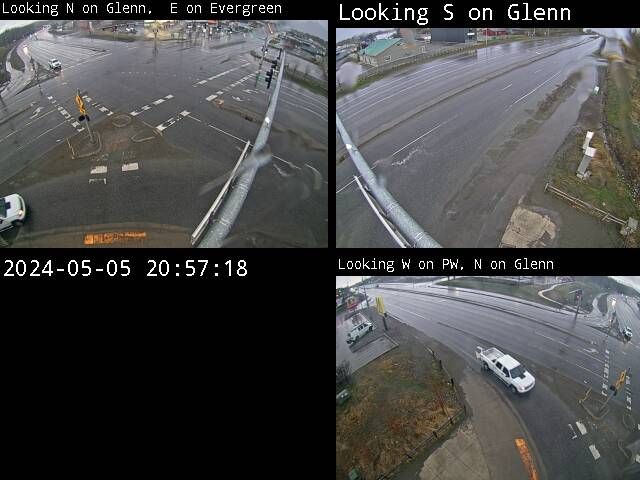 Looking N on Glenn,  E on Evergreen
Looking S on Glenn
2024-05-05 20:57:18
Looking W on PW, N on Glenn